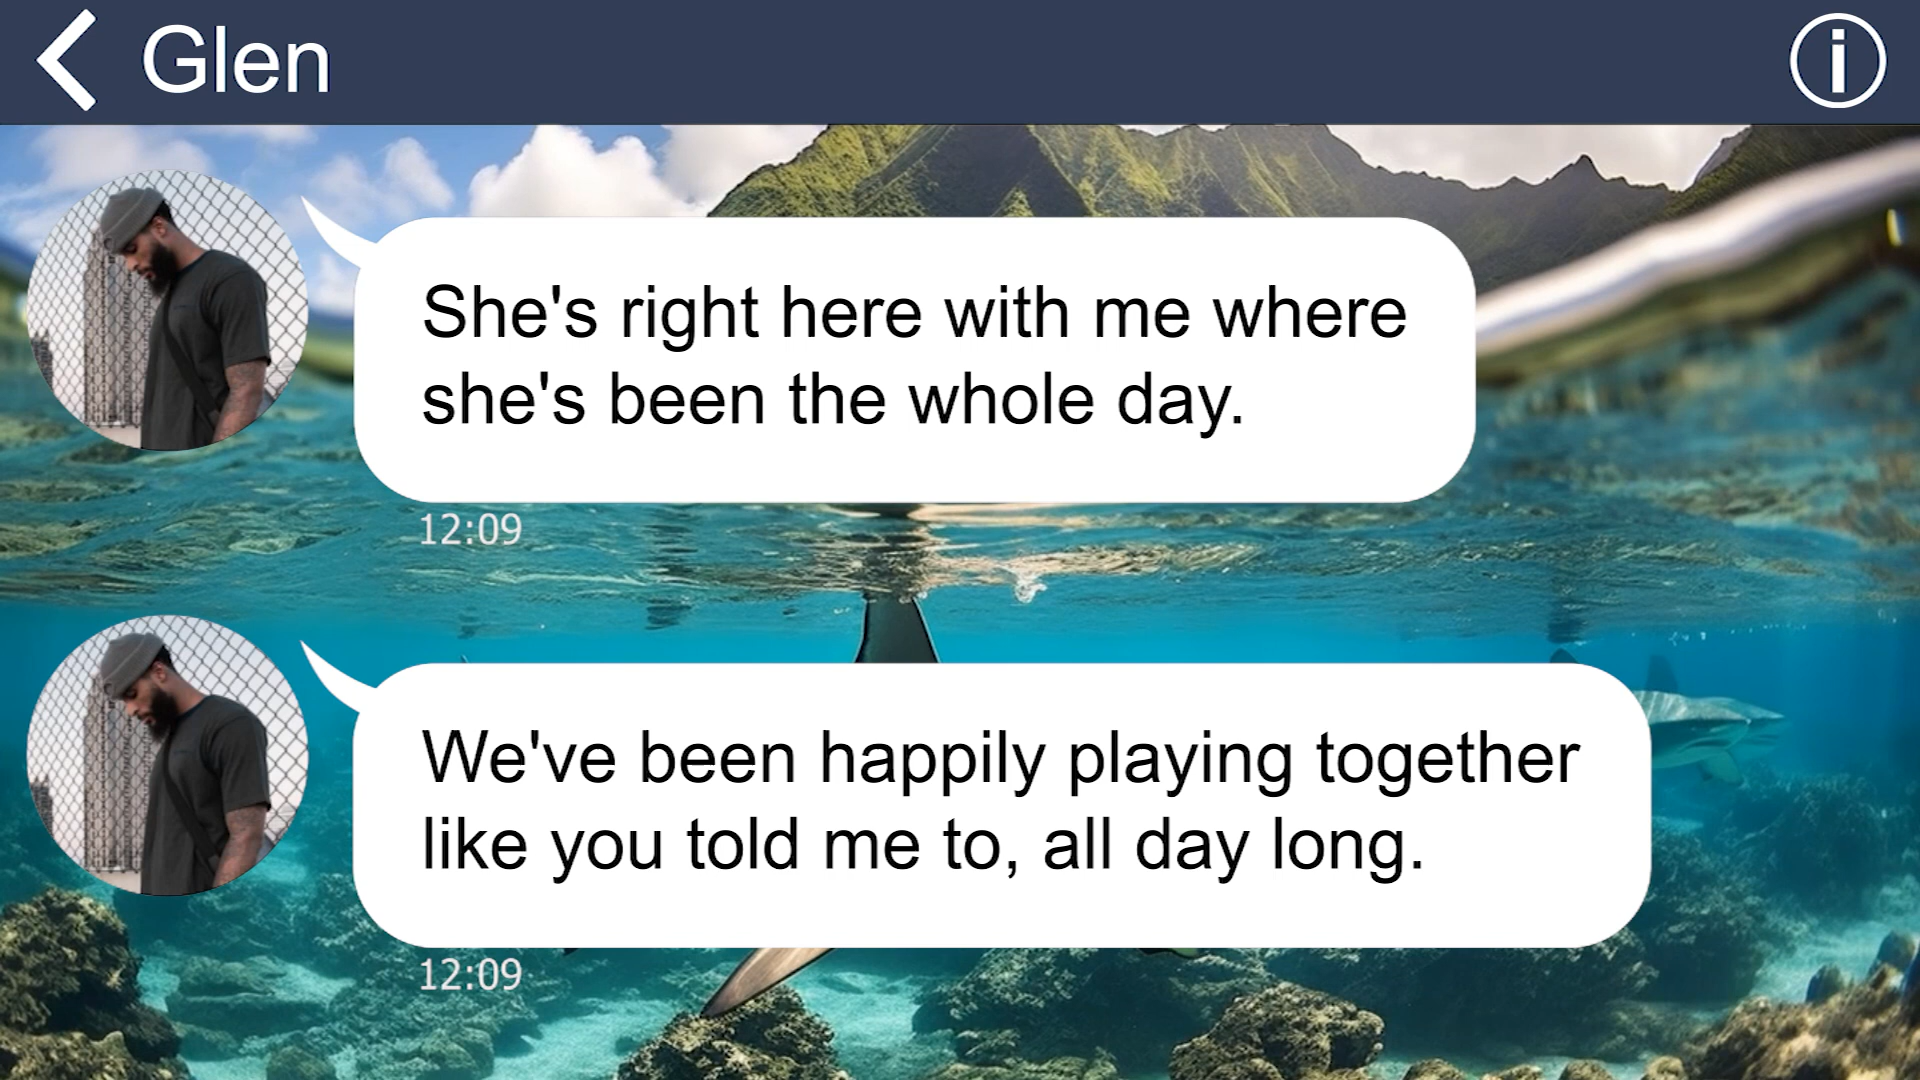 Glen
She's right here with me where
she's been the whole day.
12:09
We've been happily playing together
like you told me to, all day long.
12:09